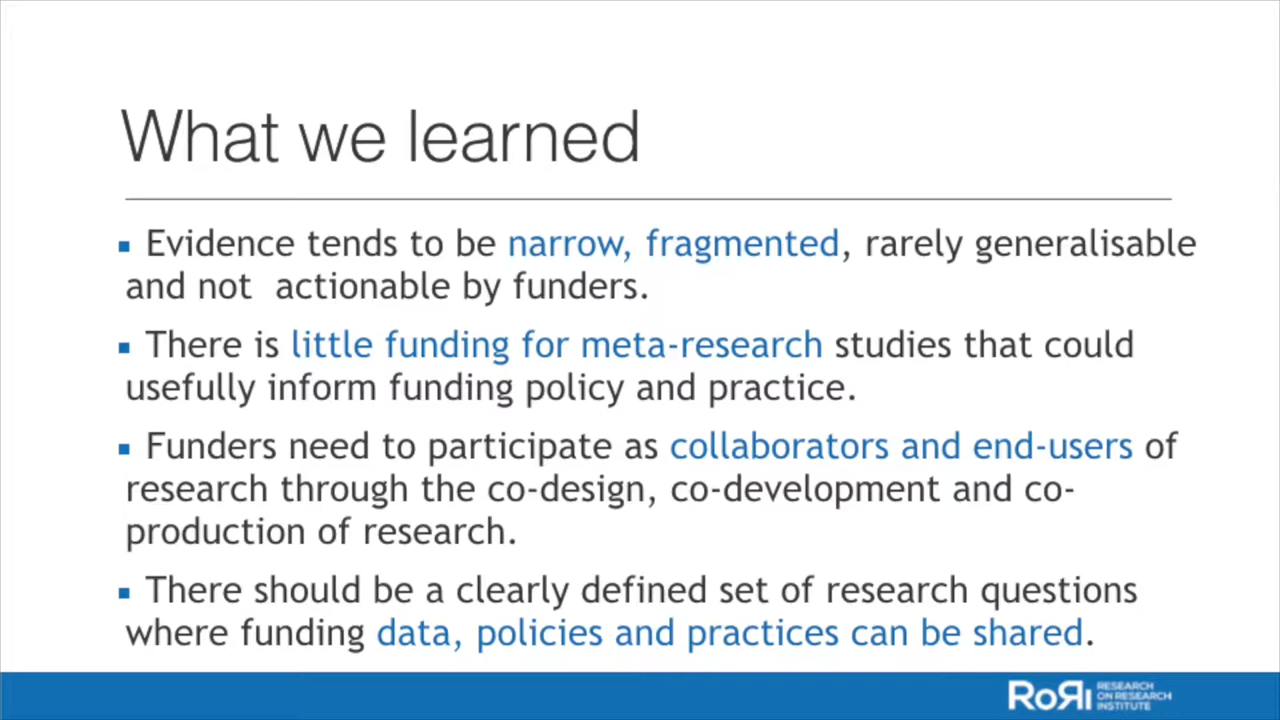 What we learned
▪ Evidence tends to be narrow, fragmented, rarely generalisable
and not  actionable by funders.
▪ There is little funding for meta-research studies that could
usefully inform funding policy and practice.
▪ Funders need to participate as collaborators and end-users of
research through the co-design, co-development and co-
production of research.
▪ There should be a clearly defined set of research questions
where funding data, policies and practices can be shared.
RoRI
RESEARCH
ON RESEARCH
INSTITUTE